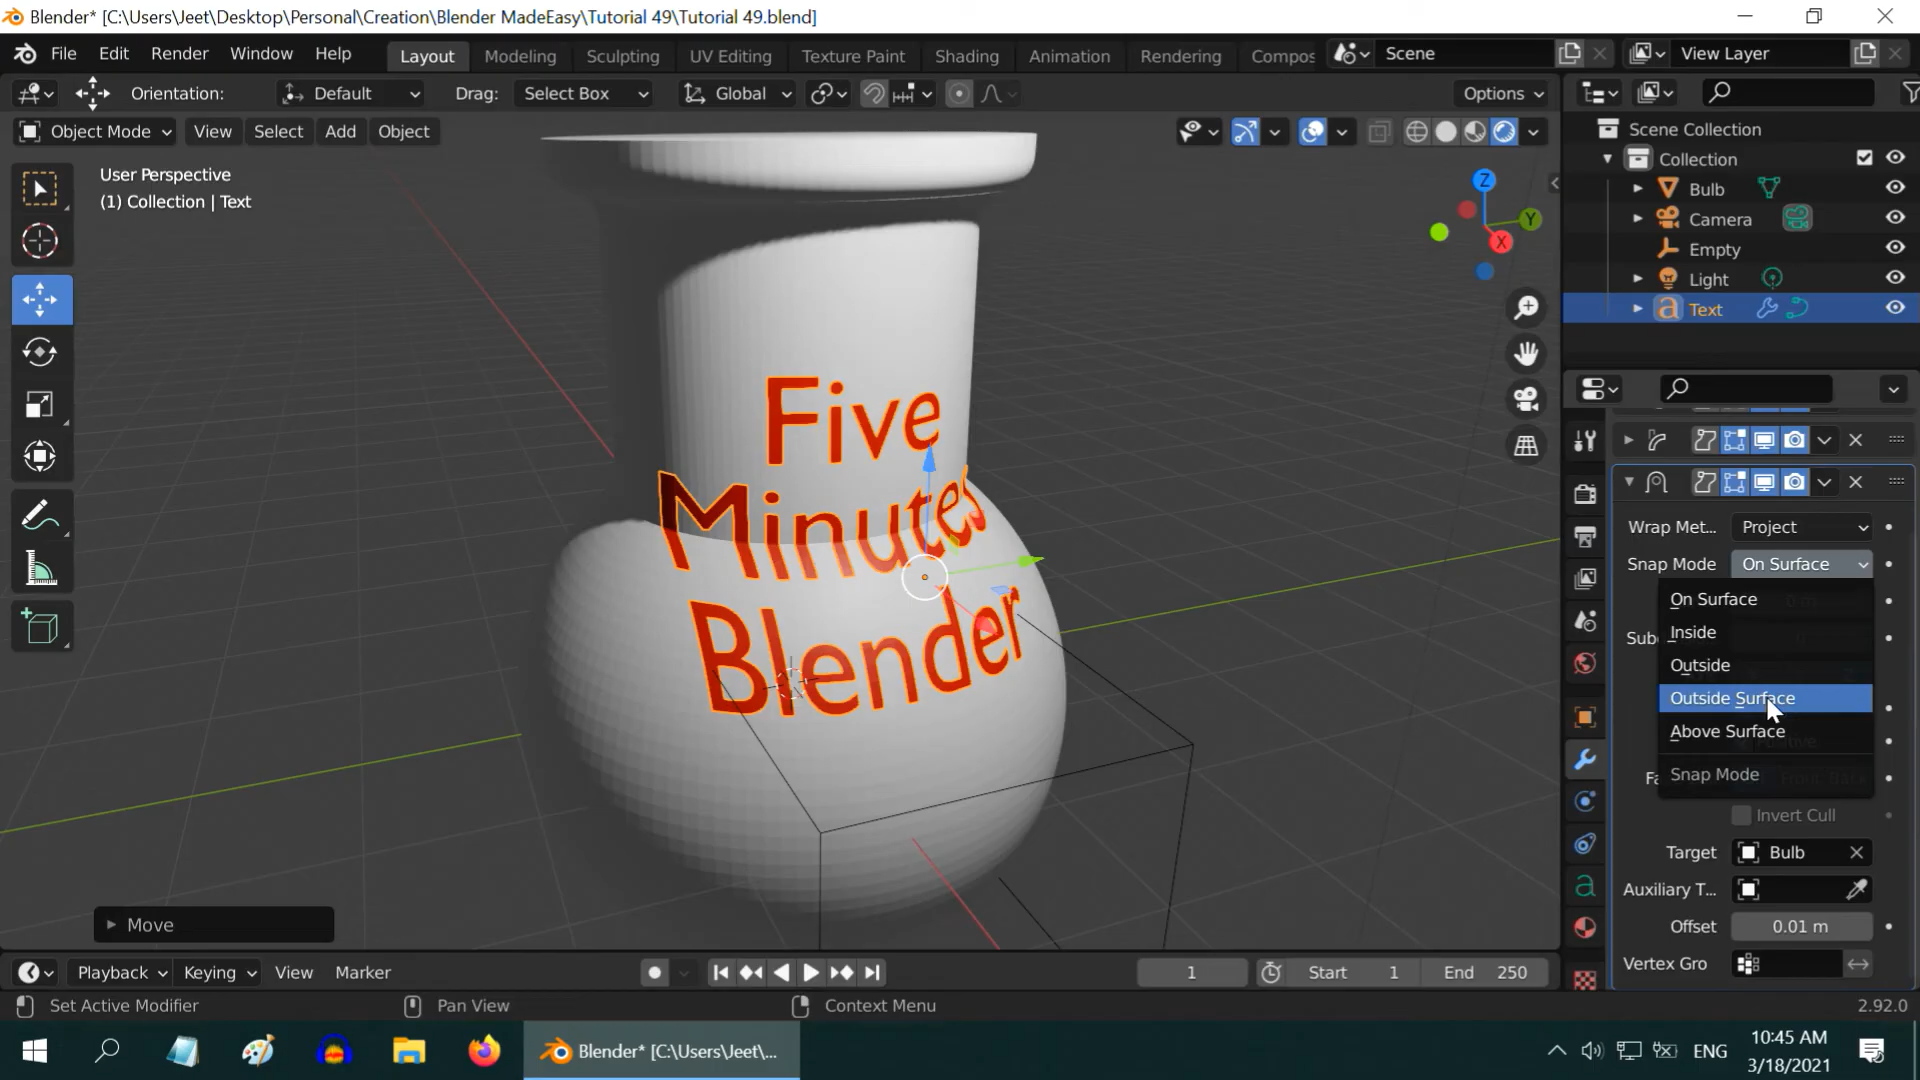 Blender* [C:\Users\Jeet\Desktop\Personal\Creation\Blender MadeEasy\Tutorial 49\Tutorial 49.blend]
File Edit Render Window Help Layout Modeling Sculpting UV Editing Texture Paint Shading Animation Rendering Compos Scene View Layer
Orientation: Default Drag: Select Box Global Options
Object Mode View Select Add Object
User Perspective
(1) Collection | Text
Z
Y
X
Scene Collection
Collection
Bulb
Camera
Empty
Light
Text
Five
Minutes
Blender
Wrap Met... Project
Snap Mode On Surface
On Surface
Inside
Outside
Outside Surface
Above Surface
Snap Mode
Invert Cull
Target Bulb
Auxiliary T...
Offset 0.01 m
Vertex Gro
Move
Playback Keying View Marker 1 Start 1 End 250
Set Active Modifier Pan View Context Menu 2.92.0
Blender* [C:\Users\Jeet\...
ENG
10:45 AM
3/18/2021